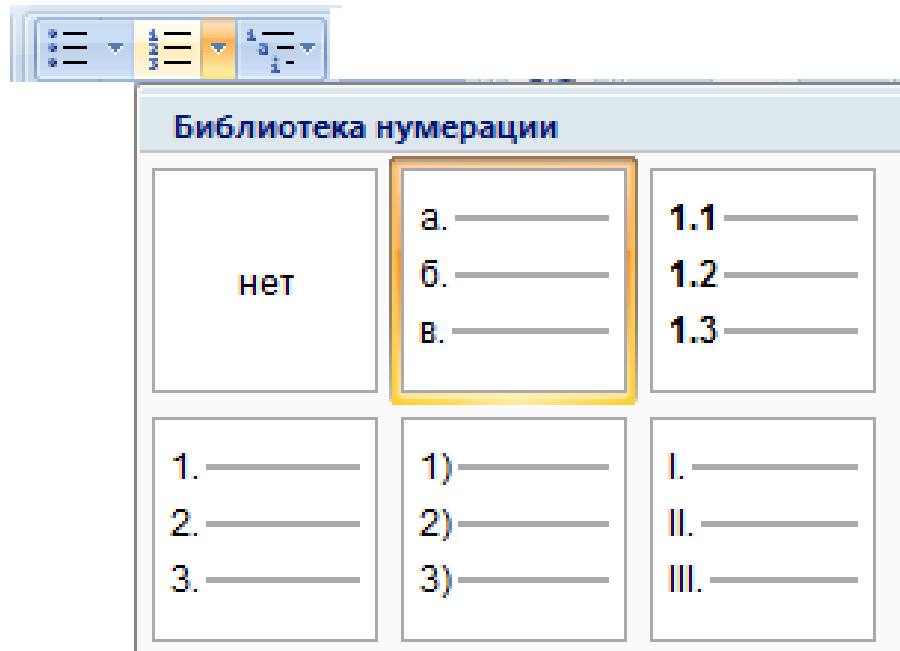 Библиотека нумерации
нет
а.
б.
в.
1.1
1.2
1.3
1.
2.
3.
1)
2)
3)
I.
II.
III.